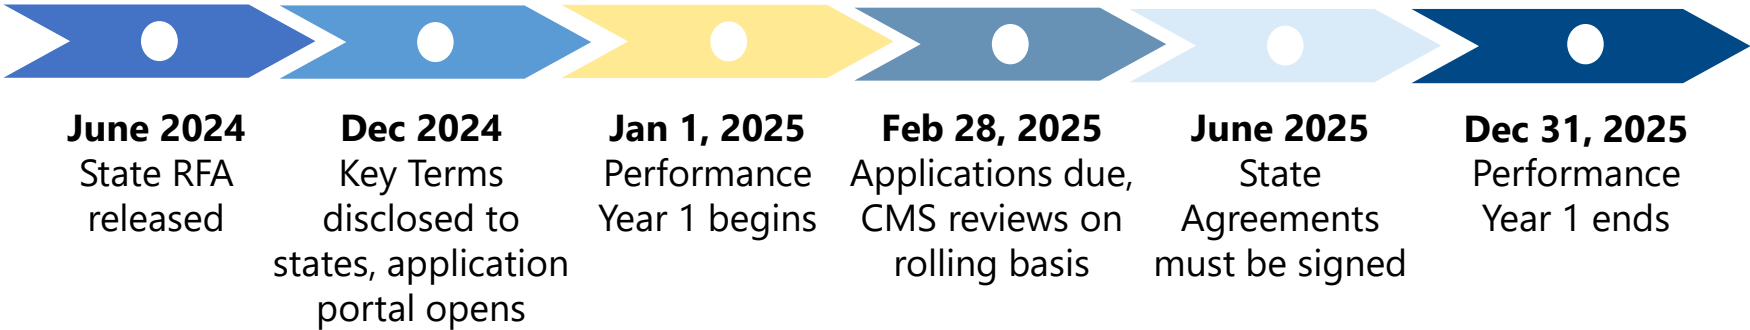 June 2024
State RFA
released
Dec 2024
Key Terms
disclosed to
states, application
portal opens
Jan 1, 2025
Performance
Year 1 begins
Feb 28, 2025
Applications due,
CMS reviews on
rolling basis
June 2025
State
Agreements
must be signed
Dec 31, 2025
Performance
Year 1 ends